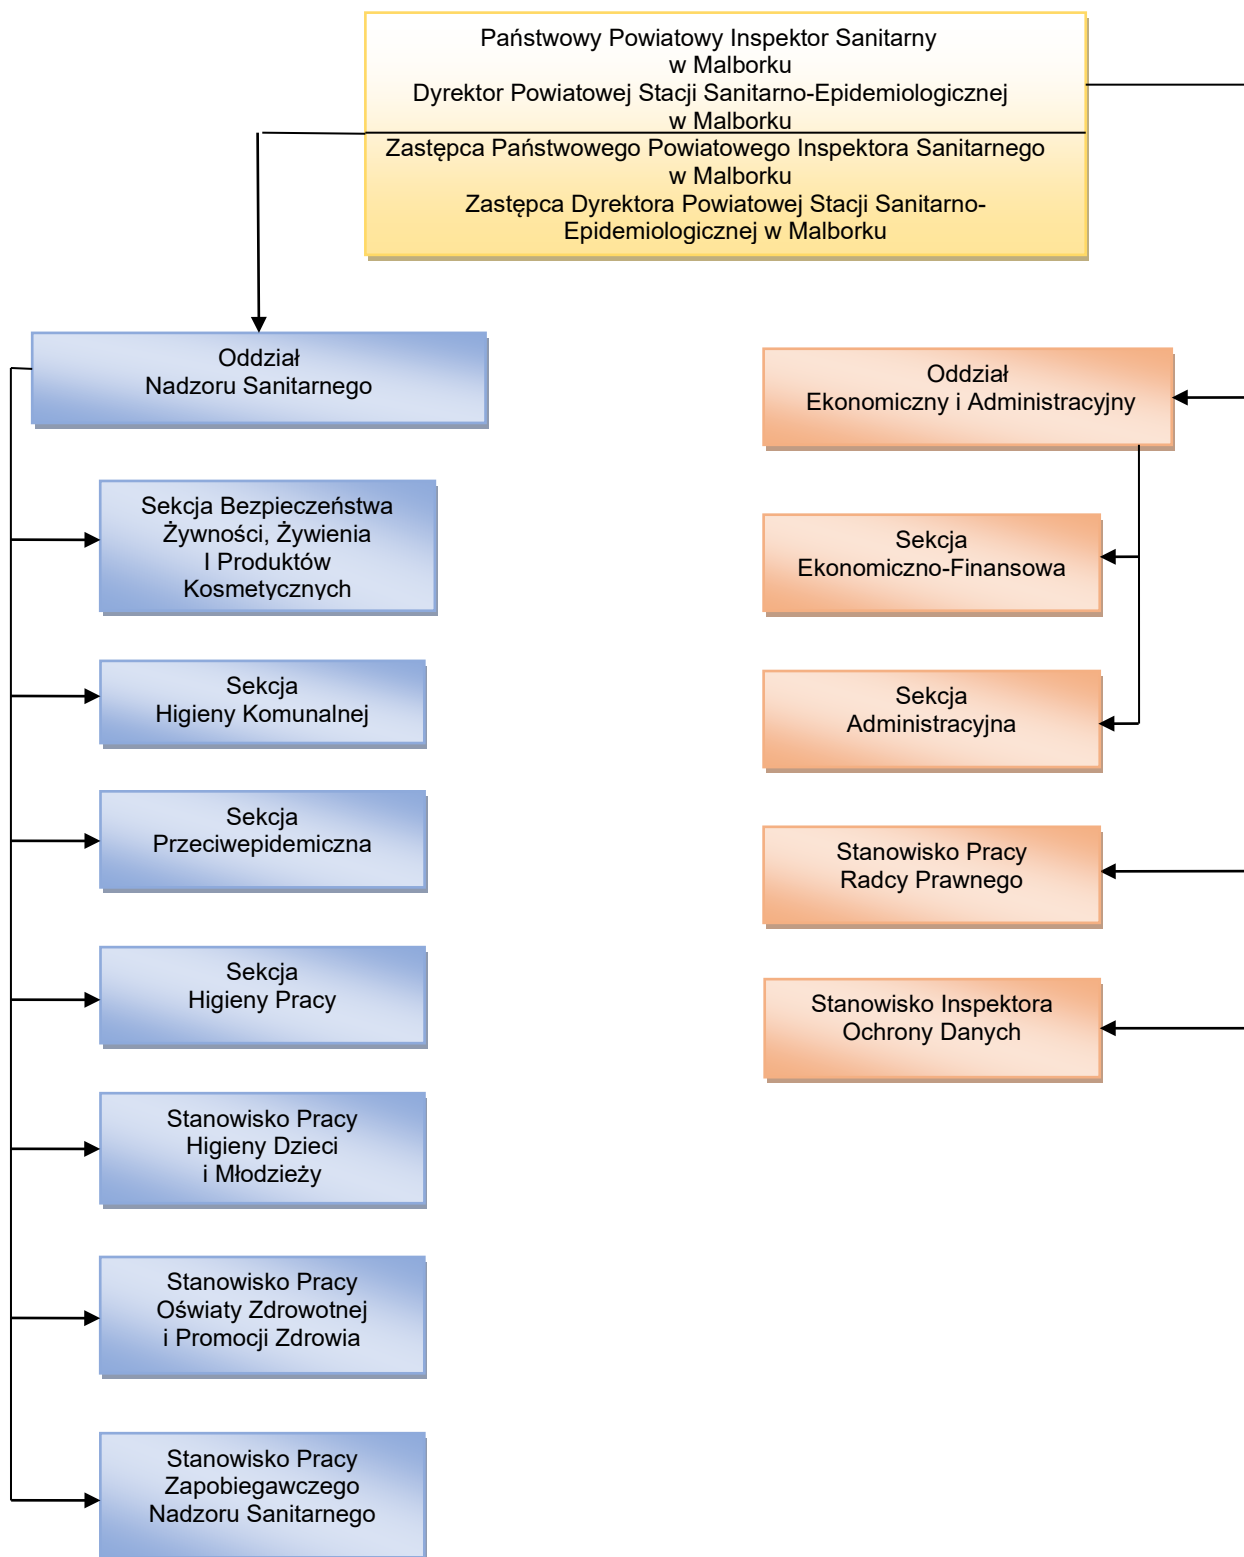 Państwowy Powiatowy Inspektor Sanitarny
w Malborku
Dyrektor Powiatowej Stacji Sanitarno-Epidemiologicznej
w Malborku
Zastępca Państwowego Powiatowego Inspektora Sanitarnego
w Malborku
Zastępca Dyrektora Powiatowej Stacji Sanitarno-
Epidemiologicznej w Malborku
Oddział
Nadzoru Sanitarnego
Sekcja Bezpieczeństwa
Żywności, Żywienia
I Produktów
Kosmetycznych
Sekcja
Higieny Komunalnej
Sekcja
Przeciwepidemiczna
Sekcja
Higieny Pracy
Stanowisko Pracy
Higieny Dzieci
i Młodzieży
Stanowisko Pracy
Oświaty Zdrowotnej
i Promocji Zdrowia
Stanowisko Pracy
Zapobiegawczego
Nadzoru Sanitarnego
Oddział
Ekonomiczny i Administracyjny
Sekcja
Ekonomiczno-Finansowa
Sekcja
Administracyjna
Stanowisko Pracy
Radcy Prawnego
Stanowisko Inspektora
Ochrony Danych